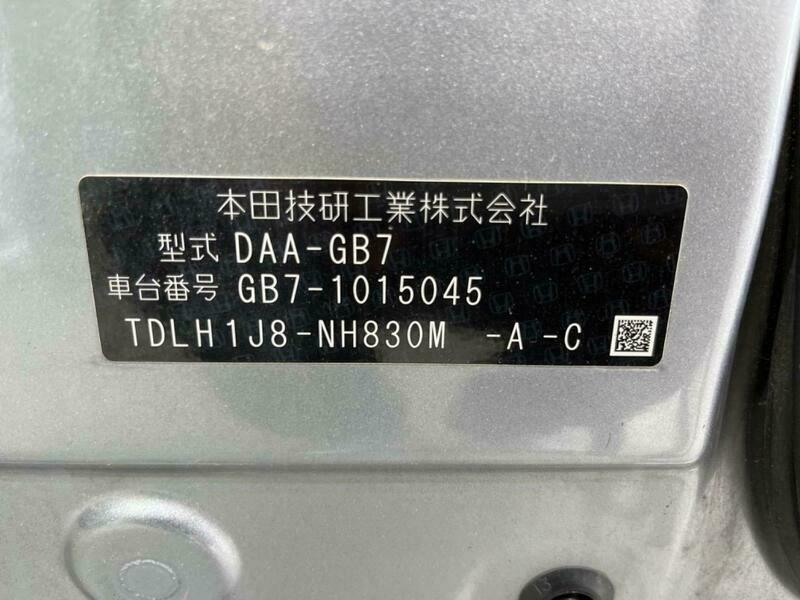 本田技研工業株式会社
型式 DAA-GB7
車台番号 GB7-1015045
TDLH1J8-NH830M -A-C
13